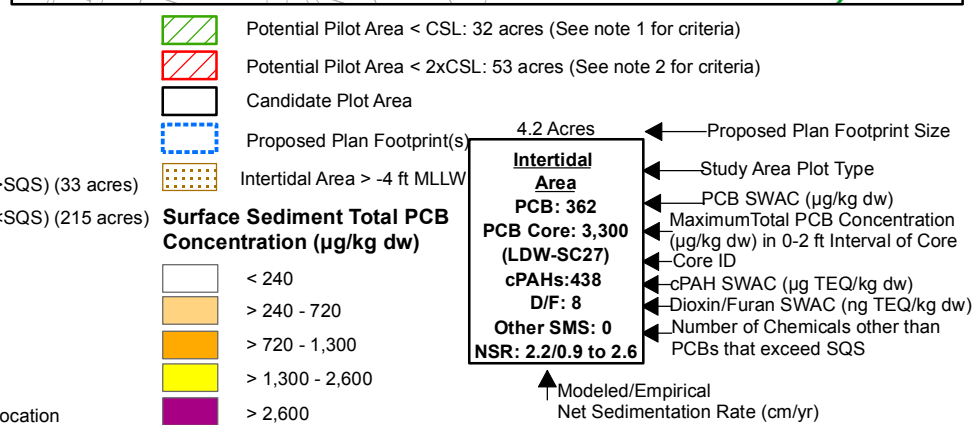 Potential Pilot Area < CSL: 32 acres (See note 1 for criteria)
Potential Pilot Area < 2xCSL: 53 acres (See note 2 for criteria)
Candidate Plot Area
Proposed Plan Footprint(s)
Intertidal Area > -4 ft MLLW
>SQS) (33 acres)
<SQS) (215 acres)
ocation
Surface Sediment Total PCB
Concentration (µg/kg dw)
< 240
> 240 - 720
> 720 - 1,300
> 1,300 - 2,600
> 2,600
4.2 Acres
Intertidal
Area
PCB: 362
PCB Core: 3,300
(LDW-SC27)
cPAHs:438
D/F: 8
Other SMS: 0
NSR: 2.2/0.9 to 2.6
Proposed Plan Footprint Size
Study Area Plot Type
PCB SWAC (µg/kg dw)
MaximumTotal PCB Concentration
(µg/kg dw) in 0-2 ft Interval of Core
Core ID
cPAH SWAC (µg TEQ/kg dw)
Dioxin/Furan SWAC (ng TEQ/kg dw)
Number of Chemicals other than
PCBs that exceed SQS
Modeled/Empirical
Net Sedimentation Rate (cm/yr)